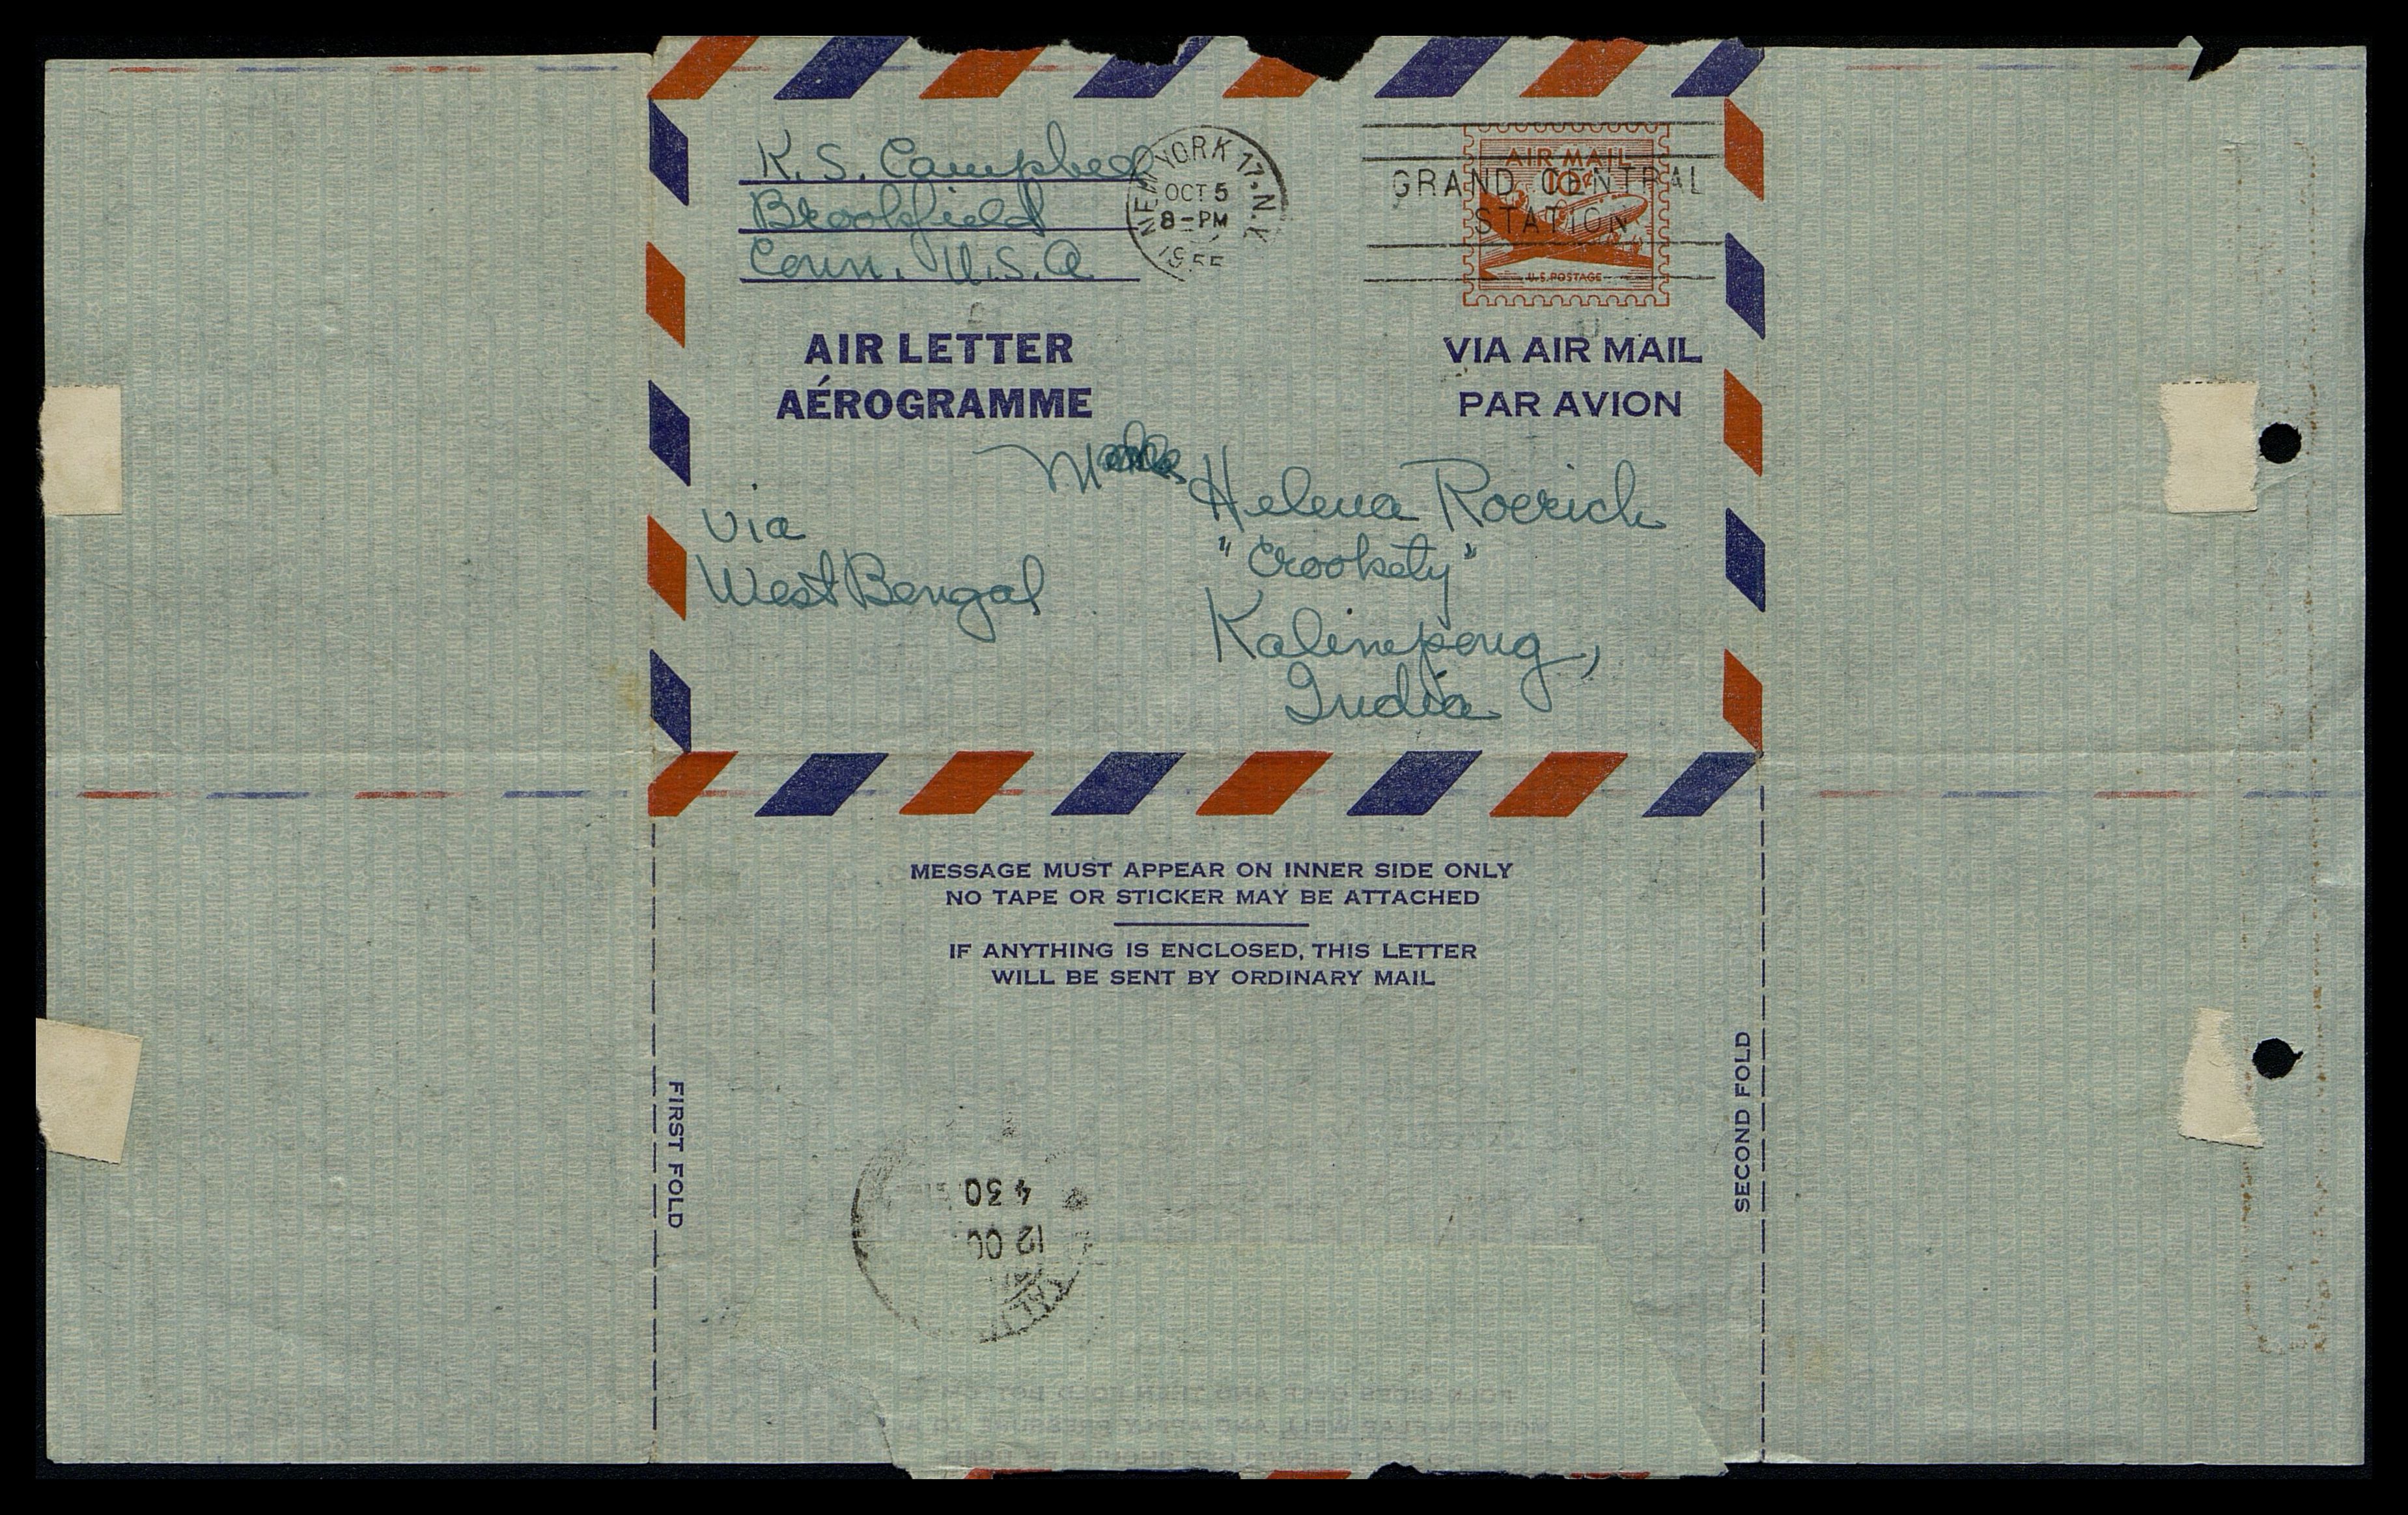 K. S. Campbell
Brookfield
Conn. U.S.A.
NEW YORK 17, N.Y.
OCT 5
8-PM
1955
AIR MAIL
10¢
U.S. POSTAGE
GRAND CENTRAL
STATION
AIR LETTER
AÉROGRAMME
VIA AIR MAIL
PAR AVION
Helena Roerich
"Crookety"
Kalimpong,
India
Via
West Bengal
MESSAGE MUST APPEAR ON INNER SIDE ONLY
NO TAPE OR STICKER MAY BE ATTACHED
IF ANYTHING IS ENCLOSED, THIS LETTER
WILL BE SENT BY ORDINARY MAIL
FIRST FOLD
SECOND FOLD
4 30
12 OC